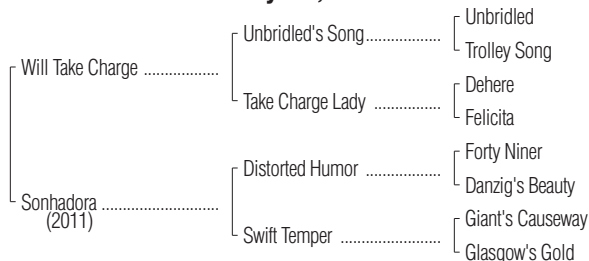 Unbridled
Unbridled's Song..................
Trolley Song
Will Take Charge ..................
Dehere
Take Charge Lady ................
Felicita
Forty Niner
Distorted Humor ..................
Danzig's Beauty
Sonhadora ............................
(2011)
Giant's Causeway
Swift Temper ........................
Glasgow's Gold